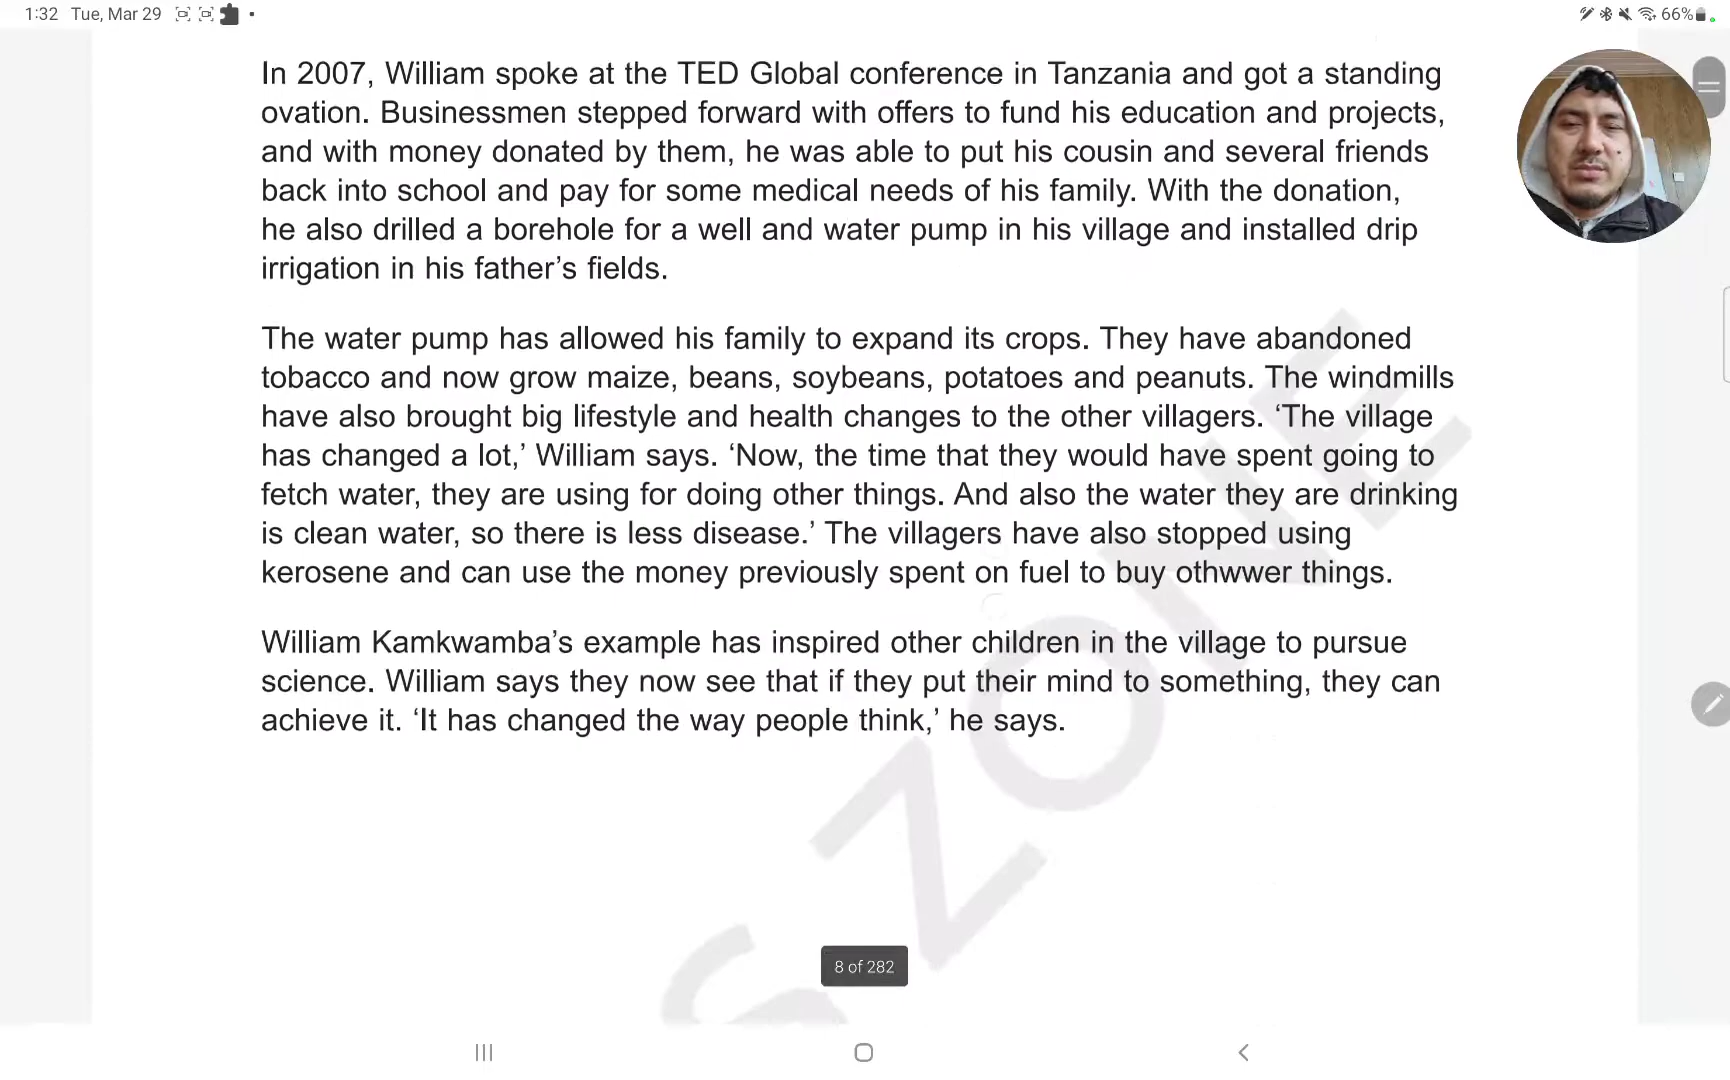 1:32 Tue, Mar 29
66%
In 2007, William spoke at the TED Global conference in Tanzania and got a standing
ovation. Businessmen stepped forward with offers to fund his education and projects,
and with money donated by them, he was able to put his cousin and several friends
back into school and pay for some medical needs of his family. With the donation,
he also drilled a borehole for a well and water pump in his village and installed drip
irrigation in his father’s fields.
The water pump has allowed his family to expand its crops. They have abandoned
tobacco and now grow maize, beans, soybeans, potatoes and peanuts. The windmills
have also brought big lifestyle and health changes to the other villagers. ‘The village
has changed a lot,’ William says. ‘Now, the time that they would have spent going to
fetch water, they are using for doing other things. And also the water they are drinking
is clean water, so there is less disease.’ The villagers have also stopped using
kerosene and can use the money previously spent on fuel to buy othwwer things.
William Kamkwamba’s example has inspired other children in the village to pursue
science. William says they now see that if they put their mind to something, they can
achieve it. ‘It has changed the way people think,’ he says.
S ZONE
8 of 282